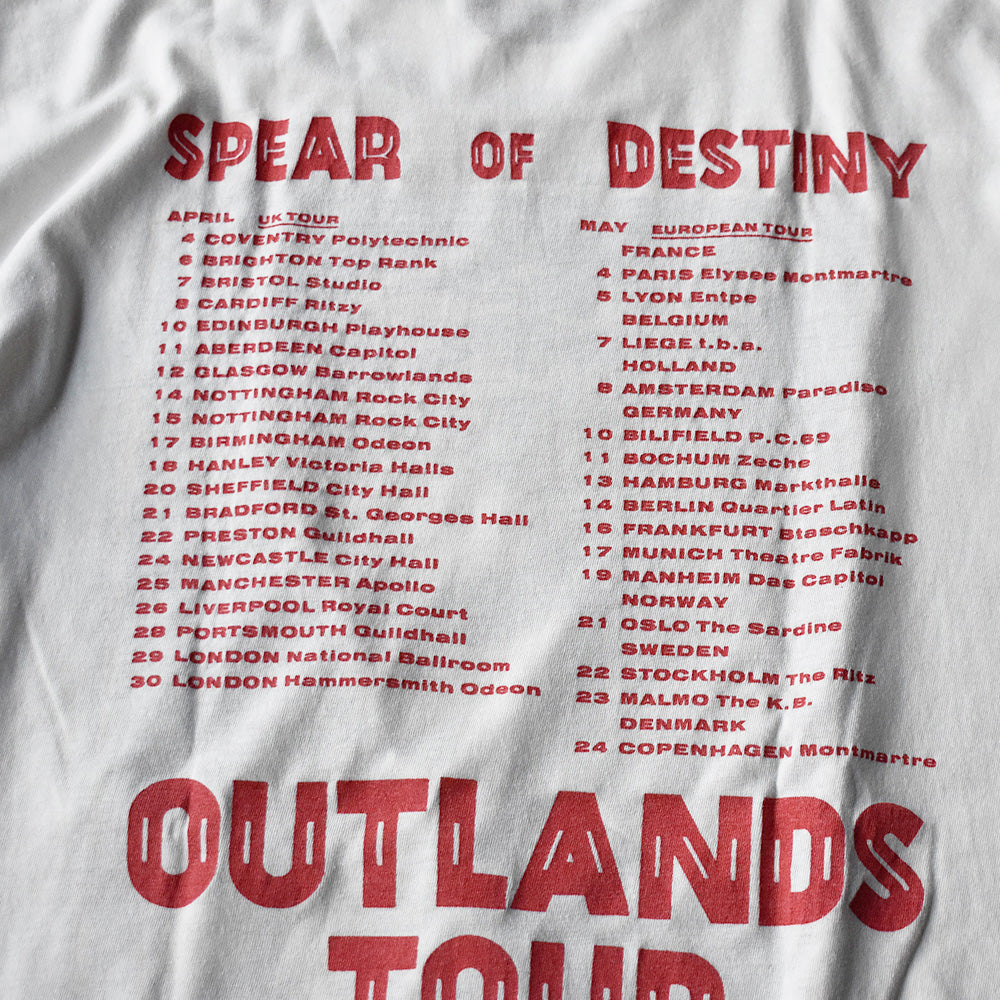 SPEAR OF DESTINY
APRIL UK TOUR
4 COVENTRY Polytechnic
6 BRIGHTON Top Rank
7 BRISTOL Studio
8 CARDIFF Ritzy
10 EDINBURGH Playhouse
11 ABERDEEN Capitol
12 GLASGOW Barrowlands
14 NOTTINGHAM Rock City
15 NOTTINGHAM Rock City
17 BIRMINGHAM Odeon
18 HANLEY Victoria Halls
20 SHEFFIELD City Hall
21 BRADFORD St. Georges Hall
22 PRESTON Guildhall
24 NEWCASTLE City Hall
25 MANCHESTER Apollo
26 LIVERPOOL Royal Court
28 PORTSMOUTH Guildhall
29 LONDON National Ballroom
30 LONDON Hammersmith Odeon
MAY EUROPEAN TOUR
FRANCE
4 PARIS Elysee Montmartre
5 LYON Entpe
BELGIUM
7 LIEGE t.b.a.
HOLLAND
8 AMSTERDAM Paradiso
GERMANY
10 BILIFIELD P.C.69
11 BOCHUM Zeche
13 HAMBURG Markthalle
14 BERLIN Quartier Latin
16 FRANKFURT Btaschkapp
17 MUNICH Theatre Fabrik
19 MANHEIM Das Capitol
NORWAY
21 OSLO The Sardine
SWEDEN
22 STOCKHOLM The Ritz
23 MALMO The K.B.
DENMARK
24 COPENHAGEN Montmartre
OUTLANDS
TOUR